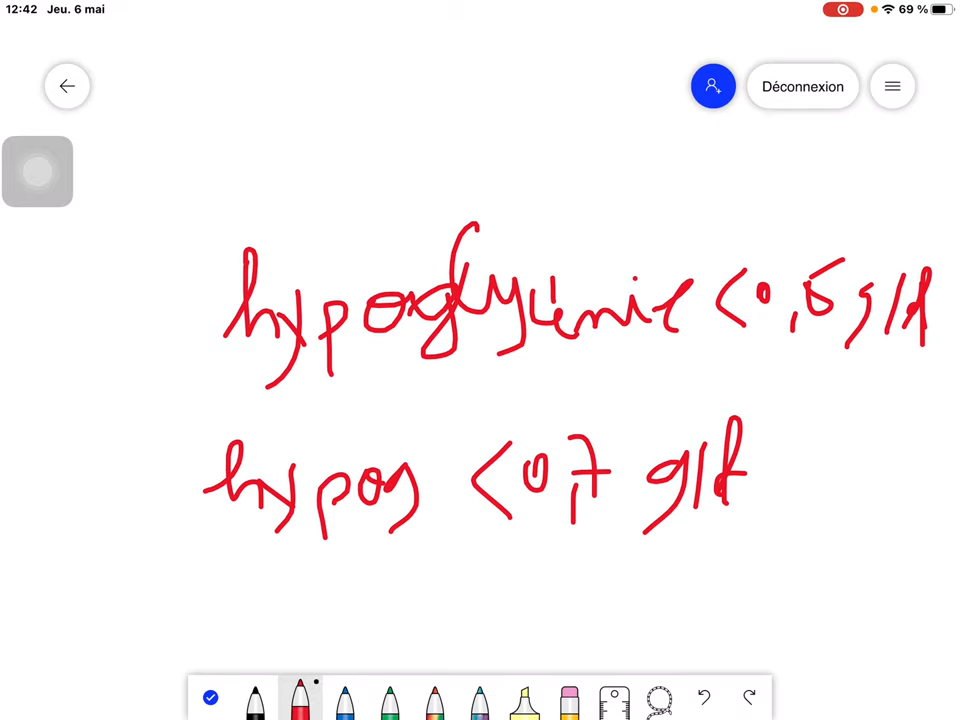 12:42 Jeu. 6 mai
69 %
Déconnexion
hypoglycémie < 0,5 g/l
hypog < 0,7 g/l